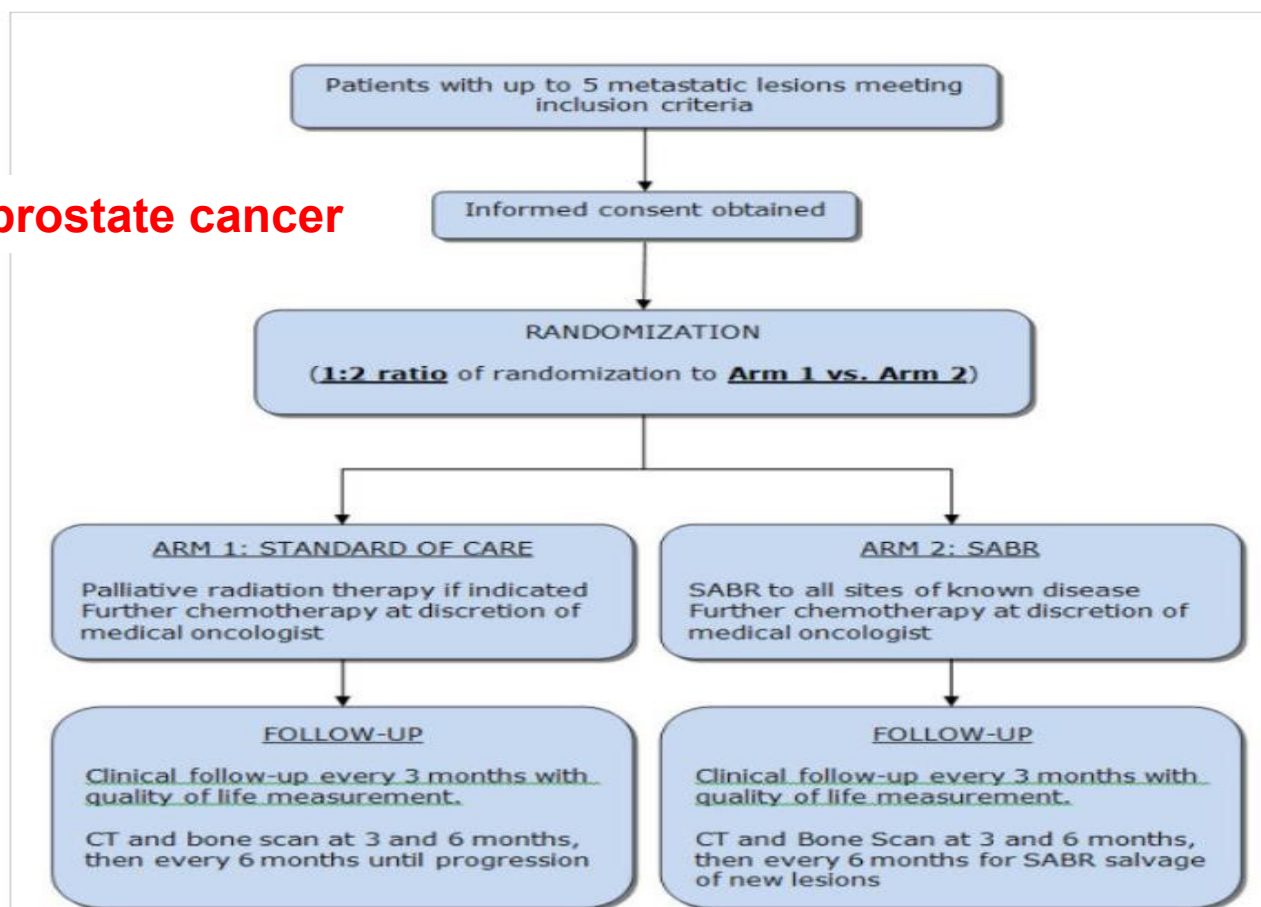 Patients with up to 5 metastatic lesions meeting
inclusion criteria
prostate cancer
Informed consent obtained
RANDOMIZATION
(1:2 ratio of randomization to Arm 1 vs. Arm 2)
ARM 1: STANDARD OF CARE
Palliative radiation therapy if indicated
Further chemotherapy at discretion of
medical oncologist
ARM 2: SABR
SABR to all sites of known disease
Further chemotherapy at discretion of
medical oncologist
FOLLOW-UP
Clinical follow-up every 3 months with
quality of life measurement.
CT and bone scan at 3 and 6 months,
then every 6 months until progression
FOLLOW-UP
Clinical follow-up every 3 months with
quality of life measurement.
CT and Bone Scan at 3 and 6 months,
then every 6 months for SABR salvage
of new lesions